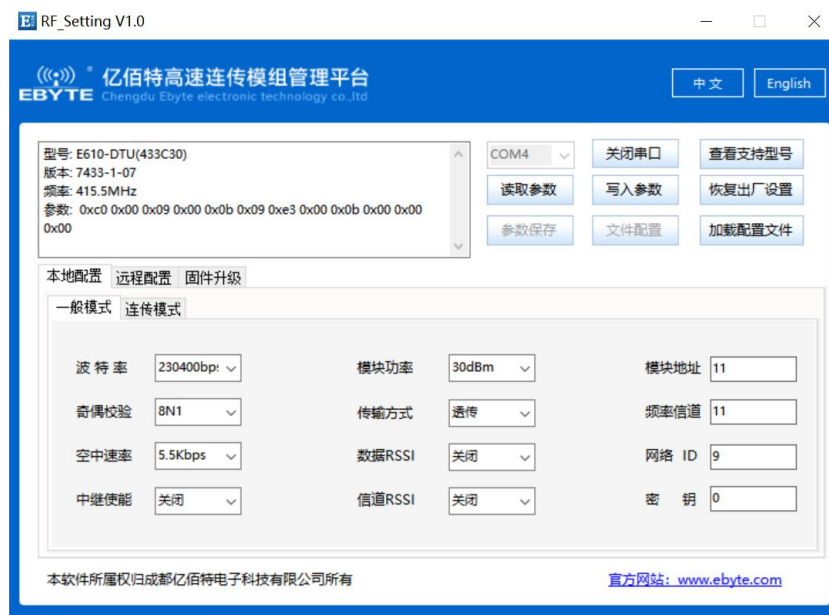 RF_Setting V1.0
亿佰特高速连传模组管理平台
EBYTE Chengdu Ebyte electronic technology co.,ltd
中文 English
型号: E610-DTU(433C30)
版本: 7433-1-07
频率: 415.5MHz
参数: 0xc0 0x00 0x09 0x00 0x0b 0x09 0xe3 0x00 0x0b 0x00 0x00
0x00
COM4 关闭串口 查看支持型号
读取参数 写入参数 恢复出厂设置
参数保存 文件配置 加载配置文件
本地配置 远程配置 固件升级
一般模式 连传模式
波特率 230400bp: 模块功率 30dBm 模块地址 11
奇偶校验 8N1 传输方式 透传 频率信道 11
空中速率 5.5Kbps 数据RSSI 关闭 网络 ID 9
中继使能 关闭 信道RSSI 关闭 密 钥 0
本软件所属权归成都亿佰特电子科技有限公司所有 官方网站：www.ebyte.com